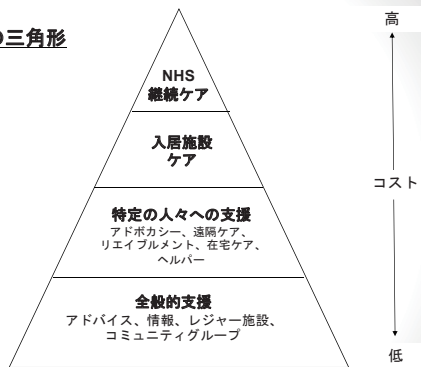 の三角形
高
NHS
継続ケア
入居施設
ケア
コスト
特定の人々への支援
アドボカシー、遠隔ケア、
リエイブルメント、在宅ケア、
ヘルパー
全般的支援
アドバイス、情報、レジャー施設、
コミュニティグループ
低